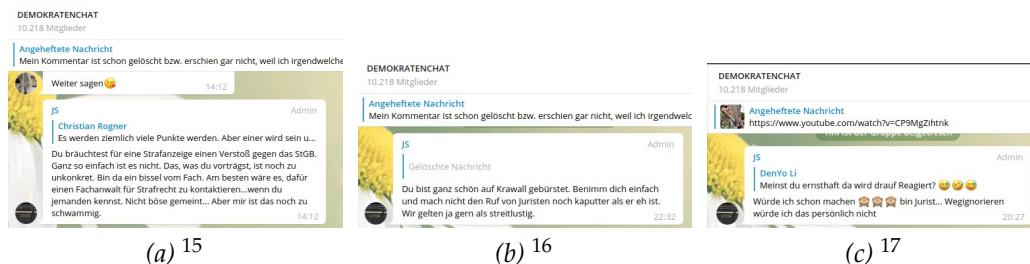 DEMOKRATENCHAT
10.218 Mitglieder
Angeheftete Nachricht
Mein Kommentar ist schon gelöscht bzw. erschien gar nicht, weil ich irgendwelche
Weiter sagen😘
14:12
JS Admin
Christian Rogner
Es werden ziemlich viele Punkte werden. Aber einer wird sein u...
Du bräuchtest für eine Strafanzeige einen Verstoß gegen das StGB.
Ganz so einfach ist es nicht. Das, was du vorträgst, ist noch zu
unkonkret. Bin da ein bissel vom Fach. Am besten wäre es, dafür
einen Fachanwalt für Strafrecht zu kontaktieren...wenn du
jemanden kennst. Nicht böse gemeint... Aber mir ist das noch zu
schwammig.
14:12
(a) 15
DEMOKRATENCHAT
10.218 Mitglieder
Angeheftete Nachricht
Mein Kommentar ist schon gelöscht bzw. erschien gar nicht, weil ich irgendwelc
JS Admin
Gelöschte Nachricht
Du bist ganz schön auf Krawall gebürstet. Benimm dich einfach
und mach nicht den Ruf von Juristen noch kaputter als er eh ist.
Wir gelten ja gern als streitlustig.
22:32
(b) 16
DEMOKRATENCHAT
10.218 Mitglieder
Angeheftete Nachricht
https://www.youtube.com/watch?v=CP9MgZihtnk
ist der Gruppe beigetreten
JS Admin
DenYo Li
Meinst du ernsthaft da wird drauf Reagiert? 😅🤣😅
Würde ich schon machen 🙈🙈🙈 bin Jurist... Wegignorieren
würde ich das persönlich nicht
20:27
(c) 17